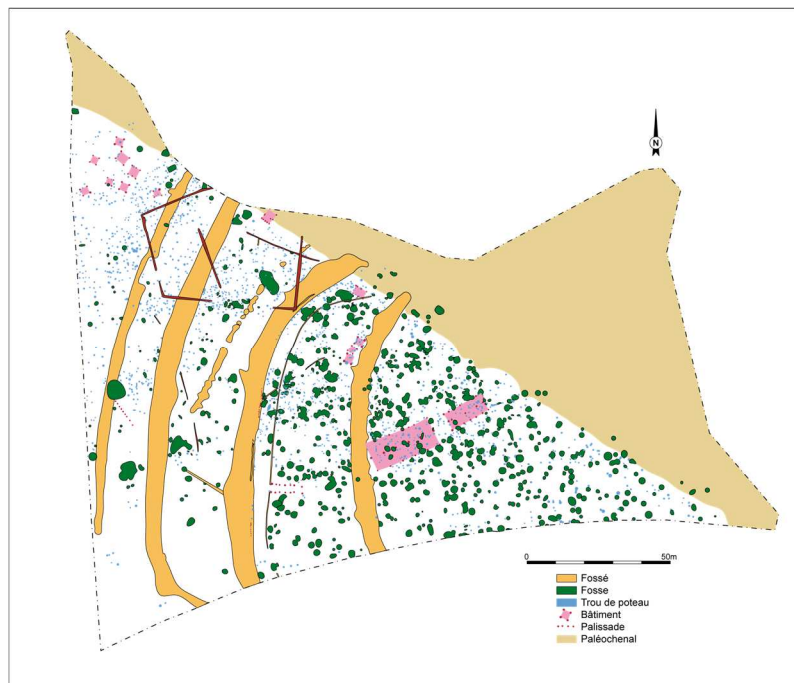 N
0 50m
Fossé
Fosse
Trou de poteau
Bâtiment
Palissade
Paléochenal